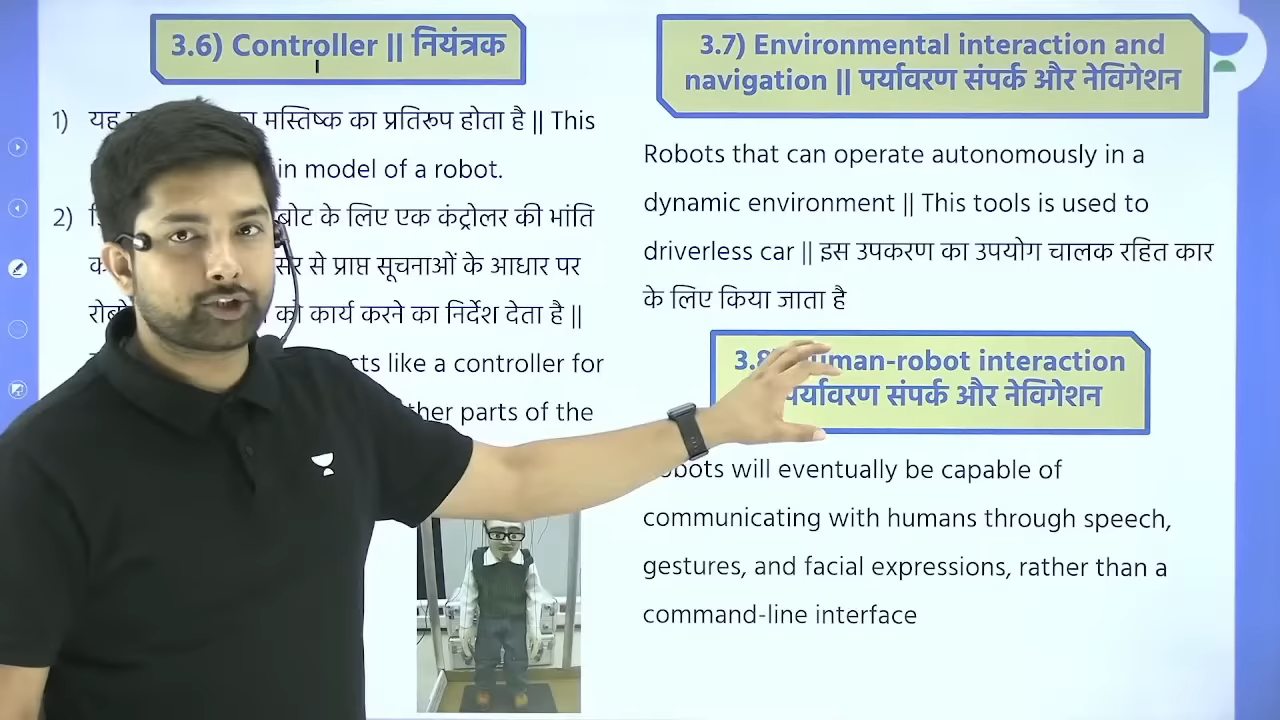 3.6) Controller || नियंत्रक
1) यह का मस्तिष्क का प्रतिरूप होता है || This
in model of a robot.
2) बोट के लिए एक कंट्रोलर की भांति
से प्राप्त सूचनाओं के आधार पर
रोबो को कार्य करने का निर्देश देता है ||
cts like a controller for
ther parts of the
3.7) Environmental interaction and
navigation || पर्यावरण संपर्क और नेविगेशन
Robots that can operate autonomously in a
dynamic environment || This tools is used to
driverless car || इस उपकरण का उपयोग चालक रहित कार
के लिए किया जाता है
3.8) Human-robot interaction
पर्यावरण संपर्क और नेविगेशन
Robots will eventually be capable of
communicating with humans through speech,
gestures, and facial expressions, rather than a
command-line interface